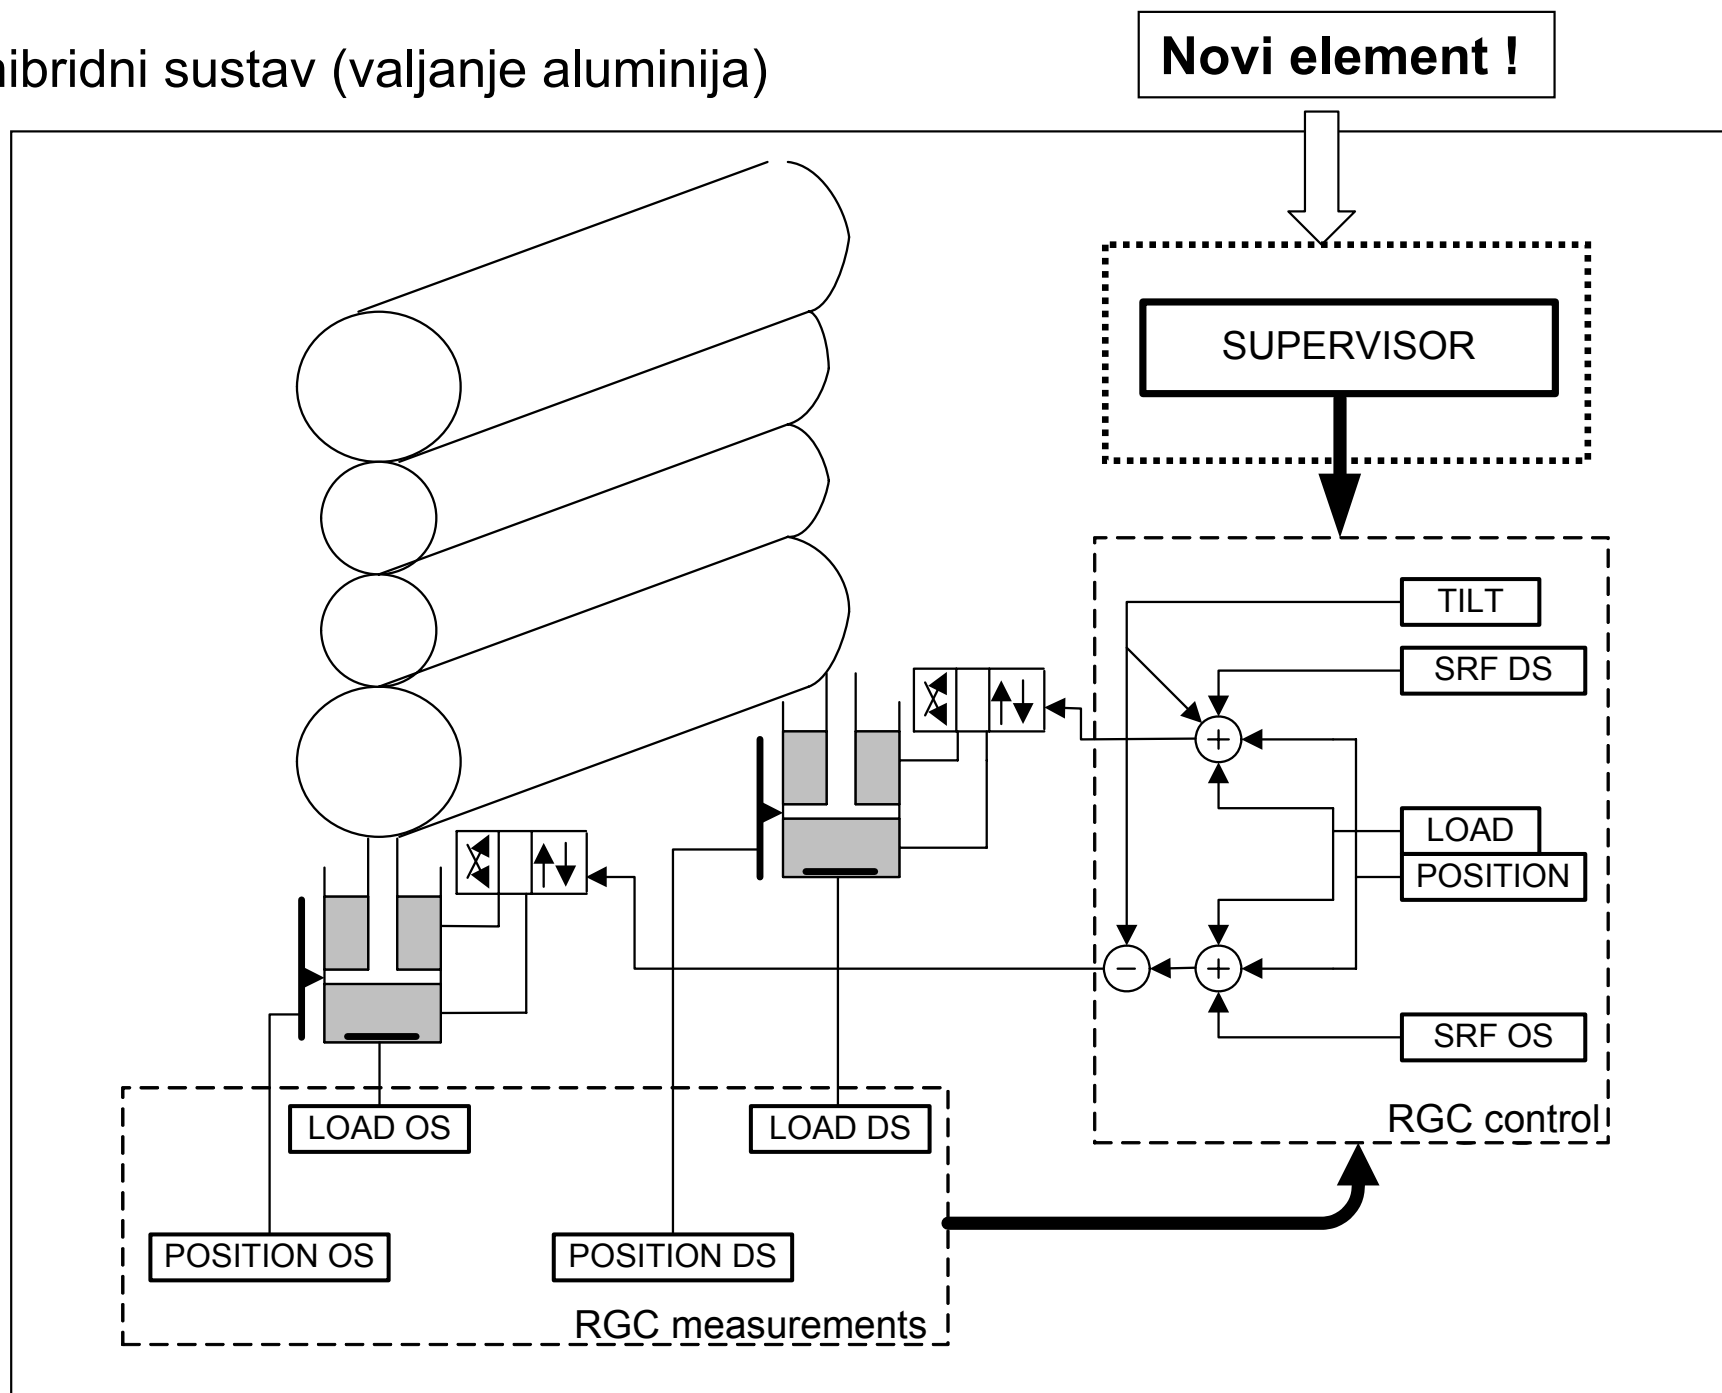 hibridni sustav (valjanje aluminija)
Novi element !
SUPERVISOR
TILT
SRF DS
+
LOAD
POSITION
-
+
SRF OS
RGC control
LOAD OS
LOAD DS
POSITION OS
POSITION DS
RGC measurements